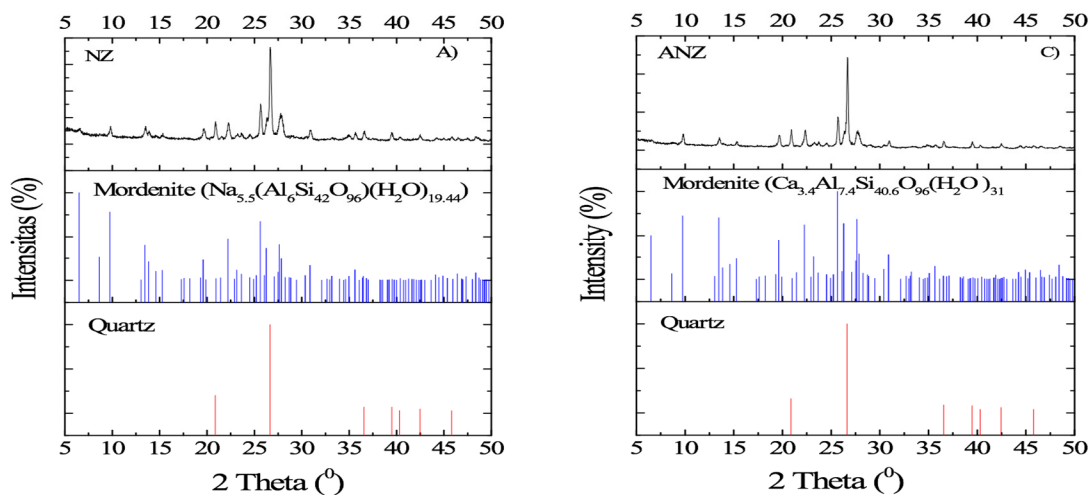 5 10 15 20 25 30 35 40 45 50
NZ A)
Mordenite (Na5.5(Al6Si42O96)(H2O)19.44)
Quartz
Intensitas (%)
5 10 15 20 25 30 35 40 45 50
2 Theta (⁰)
5 10 15 20 25 30 35 40 45 50
ANZ C)
Mordenite (Ca3.4Al7.4Si40.6O96(H2O)31
Quartz
Intensity (%)
5 10 15 20 25 30 35 40 45 50
2 Theta (⁰)